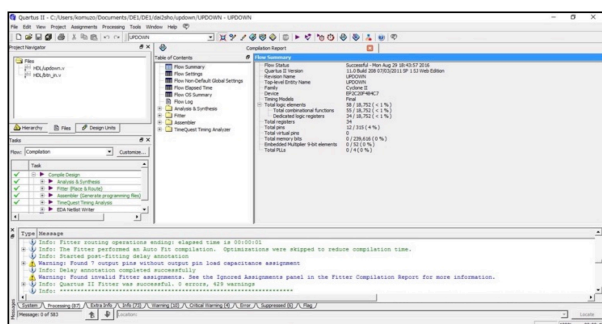 Quartus II - C:/Users/komuzo/Documents/DE1/DE1/dai2sho/updown/UPDOWN - UPDOWN
File Edit View Project Assignments Processing Tools Window Help
UPDOWN
Project Navigator
Files
HDL/updown.v
HDL/btn_in.v
Hierarchy Files Design Units
Tasks
Flow: Compilation Customize...
Task
Compile Design
Analysis & Synthesis
Fitter (Place & Route)
Assembler (Generate programming files)
TimeQuest Timing Analysis
EDA Netlist Writer
Compilation Report
Table of Contents
Flow Summary
Flow Settings
Flow Non-Default Global Settings
Flow Elapsed Time
Flow OS Summary
Flow Log
Analysis & Synthesis
Fitter
Assembler
TimeQuest Timing Analyzer
Flow Summary
Flow Status Successful - Mon Aug 29 18:43:57 2016
Quartus II Version 11.0 Build 208 07/03/2011 SP 1 SJ Web Edition
Revision Name UPDOWN
Top-level Entity Name UPDOWN
Family Cyclone II
Device EP2C20F484C7
Timing Models Final
Total logic elements 58 / 18,752 ( < 1 % )
Total combinational functions 55 / 18,752 ( < 1 % )
Dedicated logic registers 34 / 18,752 ( < 1 % )
Total registers 34
Total pins 12 / 315 ( 4 % )
Total virtual pins 0
Total memory bits 0 / 239,616 ( 0 % )
Embedded Multiplier 9-bit elements 0 / 52 ( 0 % )
Total PLLs 0 / 4 ( 0 % )
Type Message
Info: Fitter routing operations ending: elapsed time is 00:00:01
Info: The Fitter performed an Auto Fit compilation. Optimizations were skipped to reduce compilation time.
Info: Started post-fitting delay annotation
Warning: Found 7 output pins without output pin load capacitance assignment
Info: Delay annotation completed successfully
Warning: Found invalid Fitter assignments. See the Ignored Assignments panel in the Fitter Compilation Report for more information.
Info: Quartus II Fitter was successful. 0 errors, 429 warnings
Info: *******************************************************************
System Processing (87) Extra Info Info (73) Warning (10) Critical Warning (4) Error Suppressed (6) Flag
Message: 0 of 583 Location: Locate
Messages